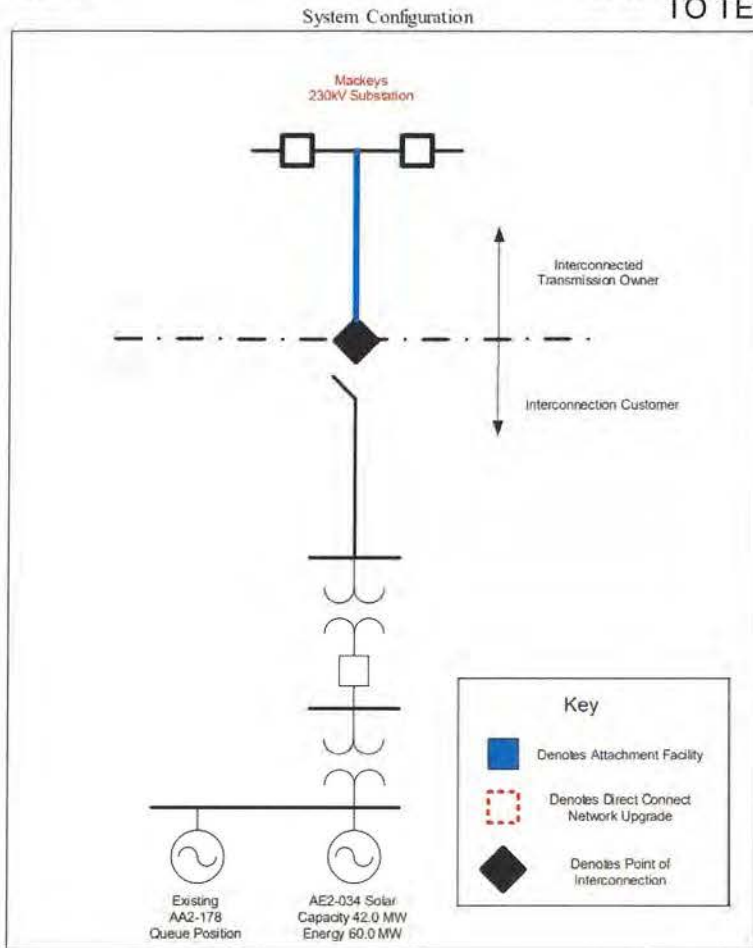 TO TE
System Configuration
Mackeys
230kV Substation
Interconnected
Transmission Owner
Interconnection Customer
Key
Denotes Attachment Facility
Denotes Direct Connect
Network Upgrade
Denotes Point of
Interconnection
Existing
AA2-178
Queue Position
AE2-034 Solar
Capacity 42.0 MW
Energy 60.0 MW